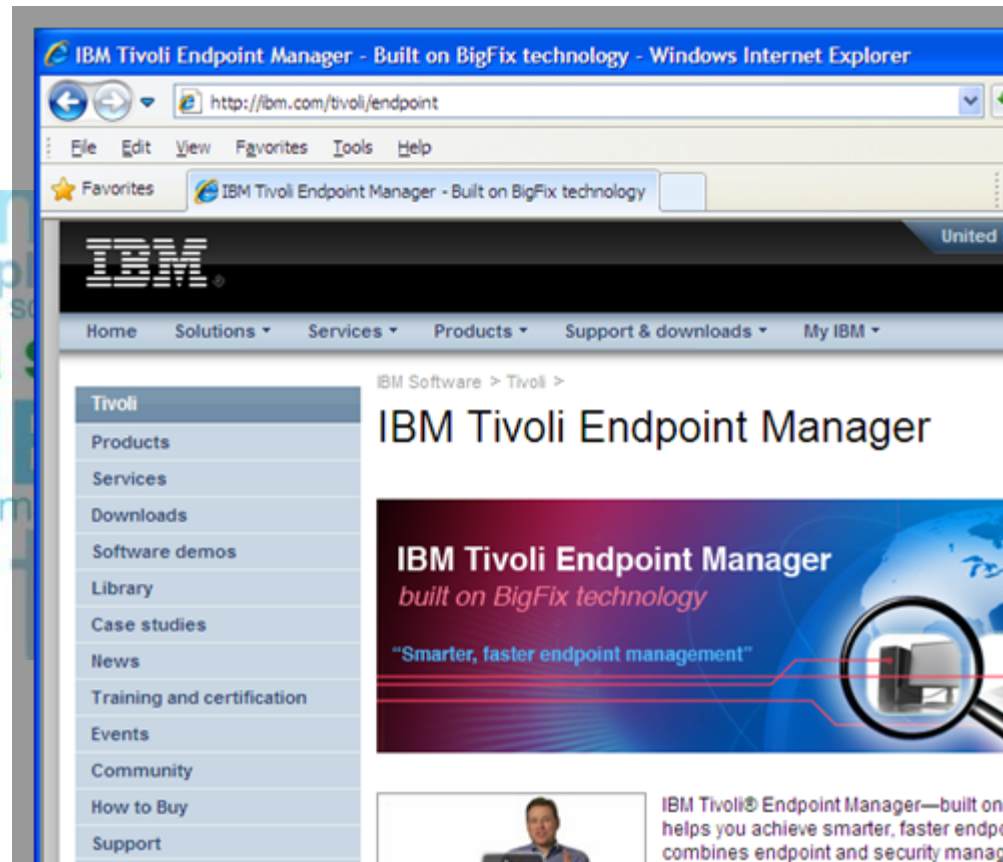 IBM Tivoli Endpoint Manager - Built on BigFix technology - Windows Internet Explorer
http://ibm.com/tivoli/endpoint
File Edit View Favorites Tools Help
Favorites IBM Tivoli Endpoint Manager - Built on BigFix technology
United
IBM®
Home Solutions Services Products Support & downloads My IBM
IBM Software > Tivoli >
IBM Tivoli Endpoint Manager
Tivoli
Products
Services
Downloads
Software demos
Library
Case studies
News
Training and certification
Events
Community
How to Buy
Support
IBM Tivoli Endpoint Manager
built on BigFix technology
“Smarter, faster endpoint management”
IBM Tivoli® Endpoint Manager—built on
helps you achieve smarter, faster endpo
combines endpoint and security manag